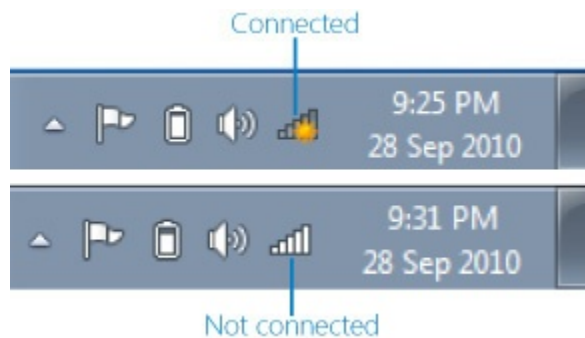 Connected
9:25 PM
28 Sep 2010
9:31 PM
28 Sep 2010
Not connected